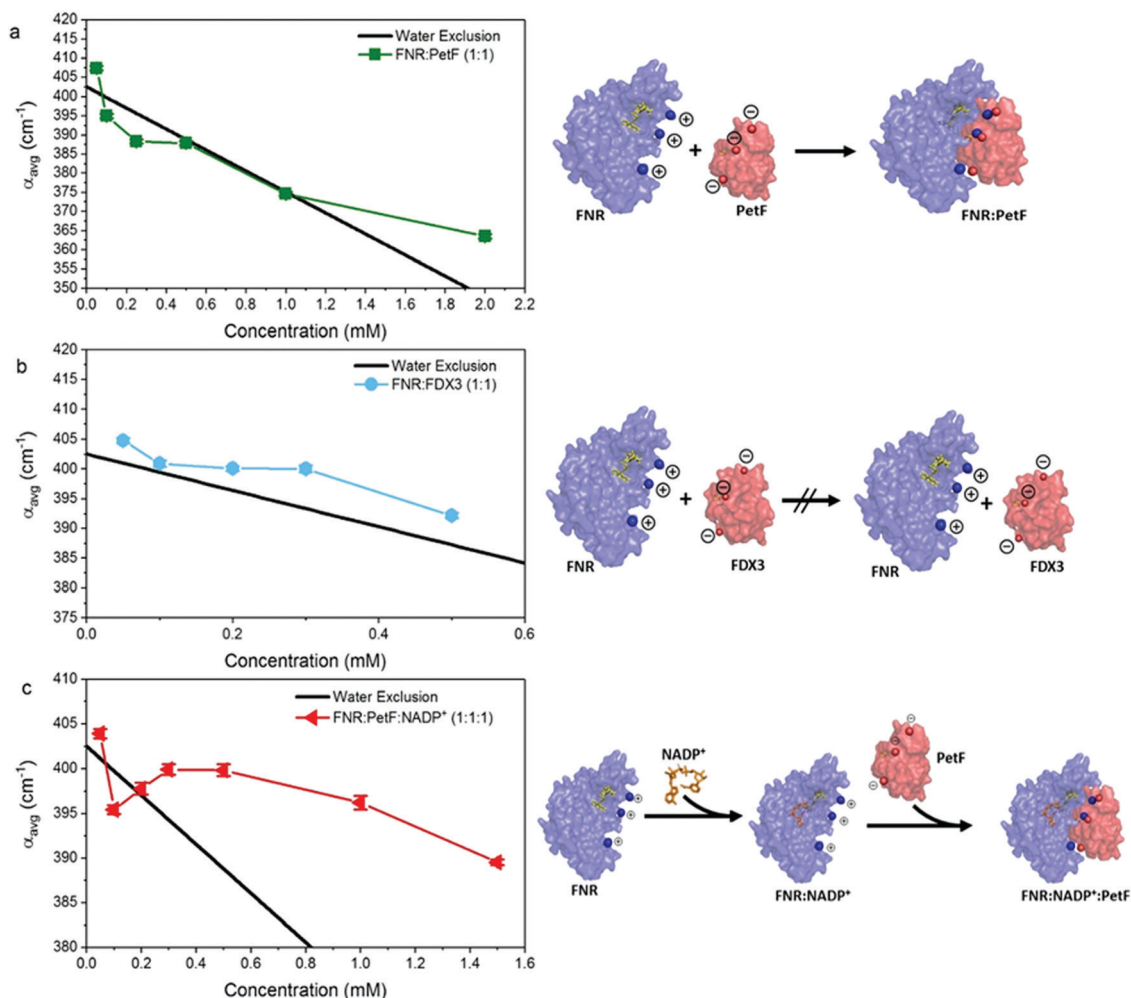 a
420
415
410
405
400
395
390
385
380
375
370
365
360
355
350
αavg (cm-1)
Water Exclusion
FNR:PetF (1:1)
0.0 0.2 0.4 0.6 0.8 1.0 1.2 1.4 1.6 1.8 2.0 2.2
Concentration (mM)
+ + +
− − −
FNR + PetF
FNR:PetF
b
420
415
410
405
400
395
390
385
380
375
αavg (cm-1)
Water Exclusion
FNR:FDX3 (1:1)
0.0 0.2 0.4 0.6
Concentration (mM)
+ + +
− − −
FNR + FDX3
+ + +
− − −
FNR + FDX3
c
410
405
400
395
390
385
380
αavg (cm-1)
Water Exclusion
FNR:PetF:NADP+ (1:1:1)
0.0 0.2 0.4 0.6 0.8 1.0 1.2 1.4 1.6
Concentration (mM)
NADP+
PetF
+ + +
+ + +
− − −
FNR
FNR:NADP+
FNR:NADP+:PetF